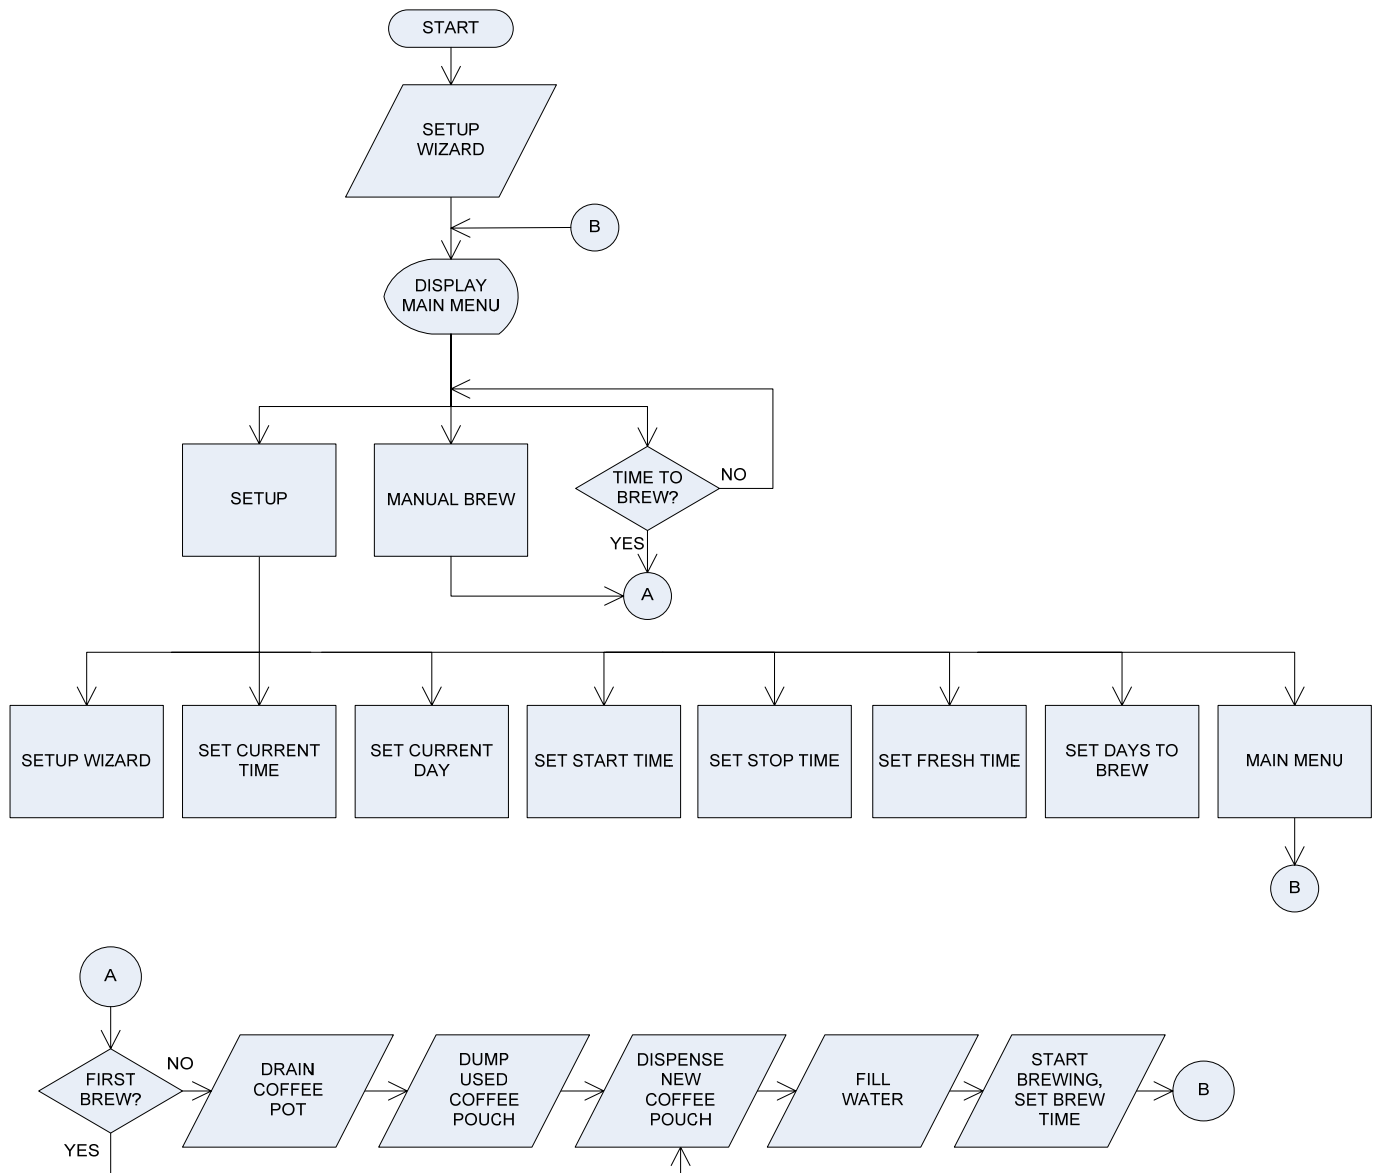 START
SETUP
WIZARD
B
DISPLAY
MAIN MENU
SETUP
MANUAL BREW
TIME TO
BREW?
NO
YES
A
SETUP WIZARD
SET CURRENT
TIME
SET CURRENT
DAY
SET START TIME
SET STOP TIME
SET FRESH TIME
SET DAYS TO
BREW
MAIN MENU
B
A
FIRST
BREW?
NO
YES
DRAIN
COFFEE
POT
DUMP
USED
COFFEE
POUCH
DISPENSE
NEW
COFFEE
POUCH
FILL
WATER
START
BREWING,
SET BREW
TIME
B